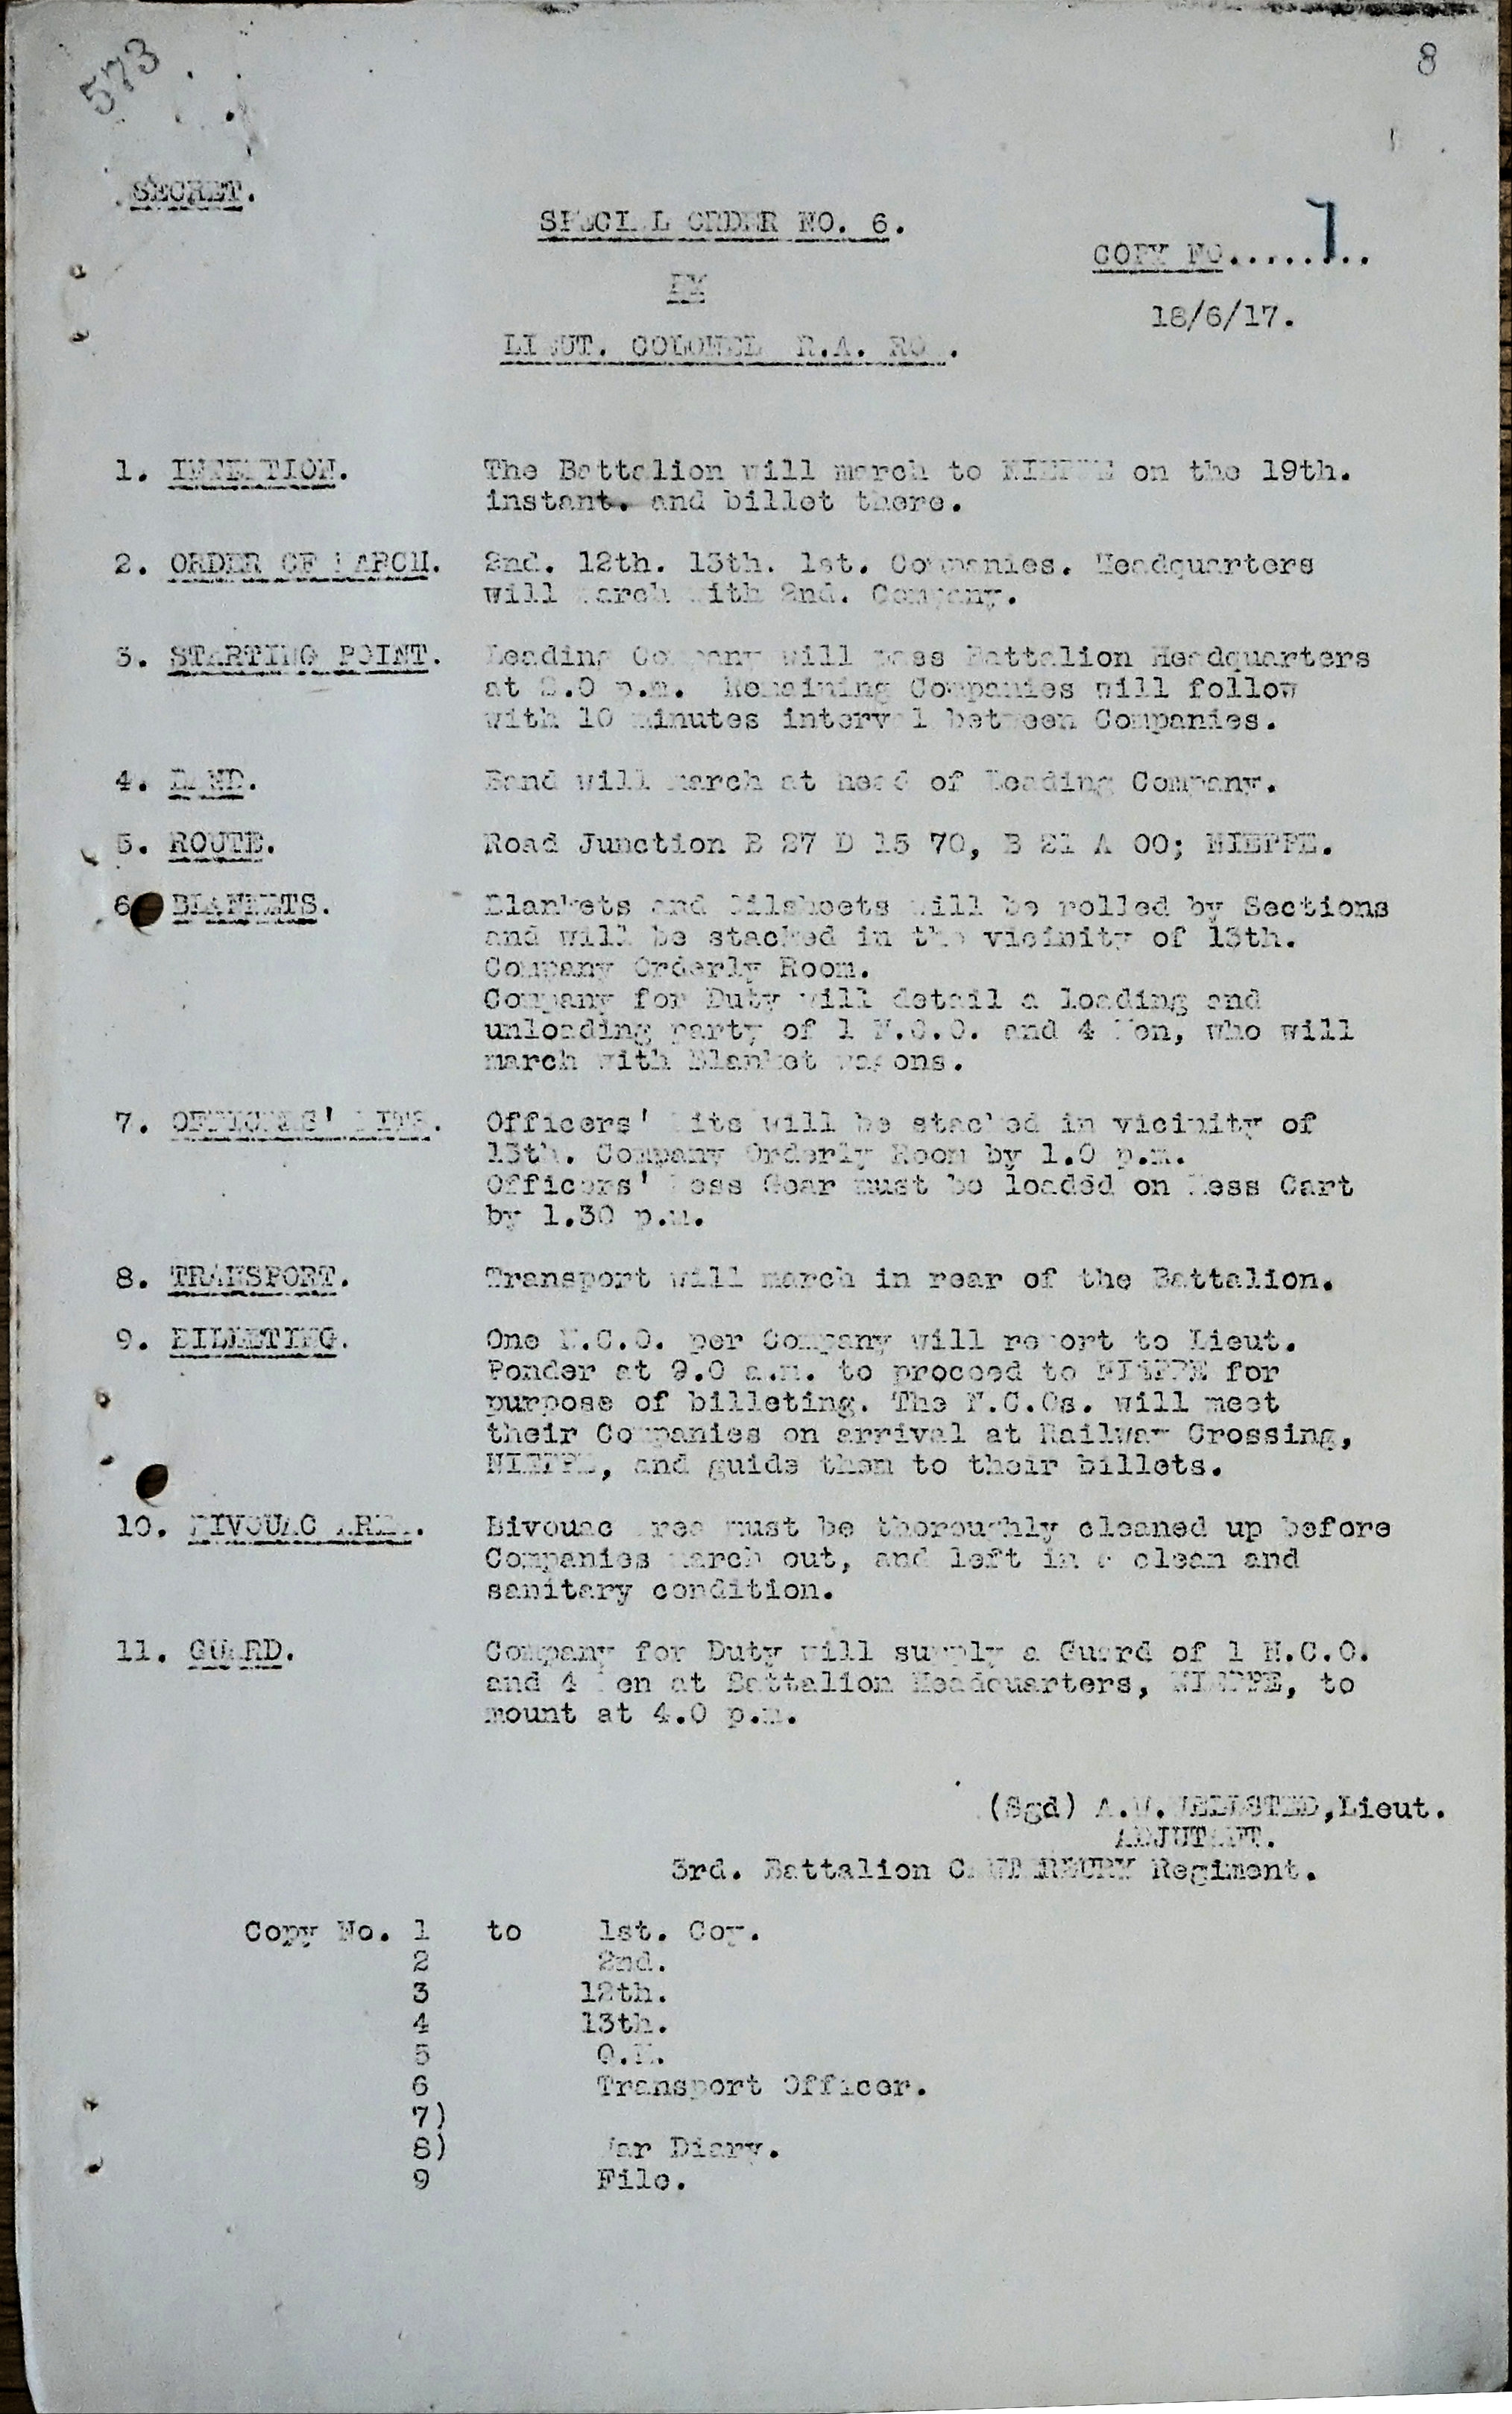 573
8
SECRET.
SPECIAL ORDER NO. 6.
COPY NO.....7..
BY
18/6/17.
LIEUT. COLONEL R.A. ROW.
1. INTENTION. The Battalion will march to NIEPPE on the 19th.
instant. and billet there.
2. ORDER OF MARCH. 2nd. 12th. 13th. 1st. Companies. Headquarters
will march with 2nd. Company.
3. STARTING POINT. Leading Company will pass Battalion Headquarters
at 2.0 p.m. Remaining Companies will follow
with 10 minutes interval between Companies.
4. BAND. Band will march at head of Leading Company.
5. ROUTE. Road Junction B 27 D 15 70, B 21 A 00; NIEPPE.
6. BLANKETS. Blankets and Oilsheets will be rolled by Sections
and will be stacked in the vicinity of 13th.
Company Orderly Room.
Company for Duty will detail a loading and
unloading party of 1 N.C.O. and 4 Men, who will
march with Blanket wagons.
7. OFFICERS' KITS. Officers' Kits will be stacked in vicinity of
13th. Company Orderly Room by 1.0 p.m.
Officers' Mess Gear must be loaded on Mess Cart
by 1.30 p.m.
8. TRANSPORT. Transport will march in rear of the Battalion.
9. BILLETING. One N.C.O. per Company will report to Lieut.
Ponder at 9.0 a.m. to proceed to NIEPPE for
purpose of billeting. The N.C.Os. will meet
their Companies on arrival at Railway Crossing,
NIEPPE, and guide them to their billets.
10. BIVOUAC AREA. Bivouac Area must be thoroughly cleaned up before
Companies march out, and left in a clean and
sanitary condition.
11. GUARD. Company for Duty will supply a Guard of 1 N.C.O.
and 4 Men at Battalion Headquarters, NIEPPE, to
mount at 4.0 p.m.
(Sgd) A.W. WELLSTED, Lieut.
ADJUTANT.
3rd. Battalion CANTERBURY Regiment.
Copy No. 1 to 1st. Coy.
2 2nd.
3 12th.
4 13th.
5 Q.M.
6 Transport Officer.
7)
8) War Diary.
9 File.